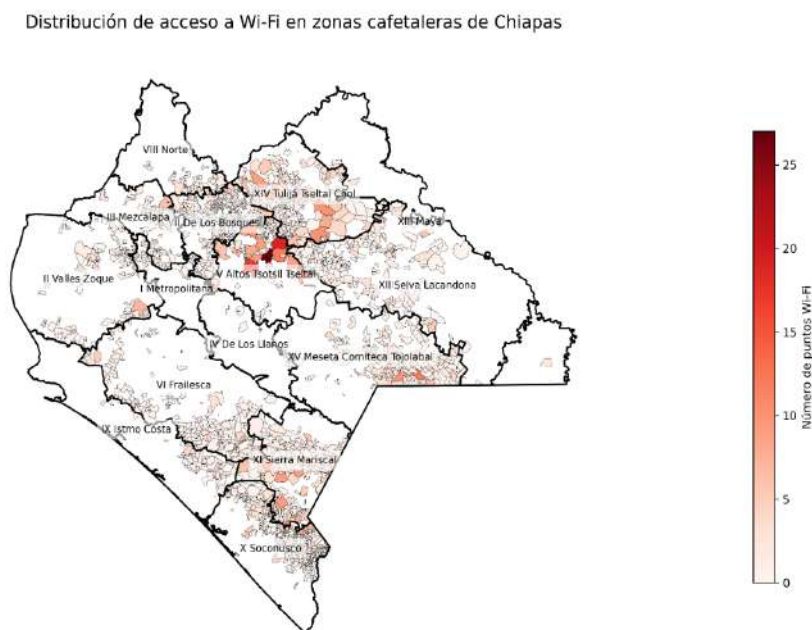 Distribución de acceso a Wi-Fi en zonas cafetaleras de Chiapas
VIII Norte
XIV Tulijá Tseltal Chol
III Mezcalapa
II De Los Bosques
XIII Maya
II Valles Zoque
I Metropolitana
V Altos Tsotsil Tseltal
XII Selva Lacandona
IV De Los Llanos
XV Meseta Comiteca Tojolabal
VI Frailesca
IX Istmo Costa
XI Sierra Mariscal
X Soconusco
25
20
15
10
5
0
Número de puntos Wi-Fi